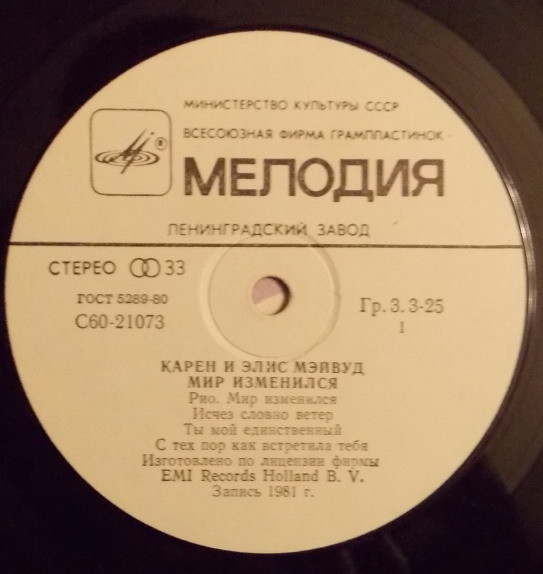 МИНИСТЕРСТВО КУЛЬТУРЫ СССР
ВСЕСОЮЗНАЯ ФИРМА ГРАМПЛАСТИНОК
®
МЕЛОДИЯ
ЛЕНИНГРАДСКИЙ ЗАВОД
СТЕРЕО 33
ГОСТ 5289-80
С60-21073
Гр. 3. 3-25
1
КАРЕН И ЭЛИС МЭЙВУД
МИР ИЗМЕНИЛСЯ
Рио. Мир изменился
Исчез словно ветер
Ты мой единственный
С тех пор как встретила тебя
Изготовлено по лицензии фирмы
EMI Records Holland B. V.
Запись 1981 г.